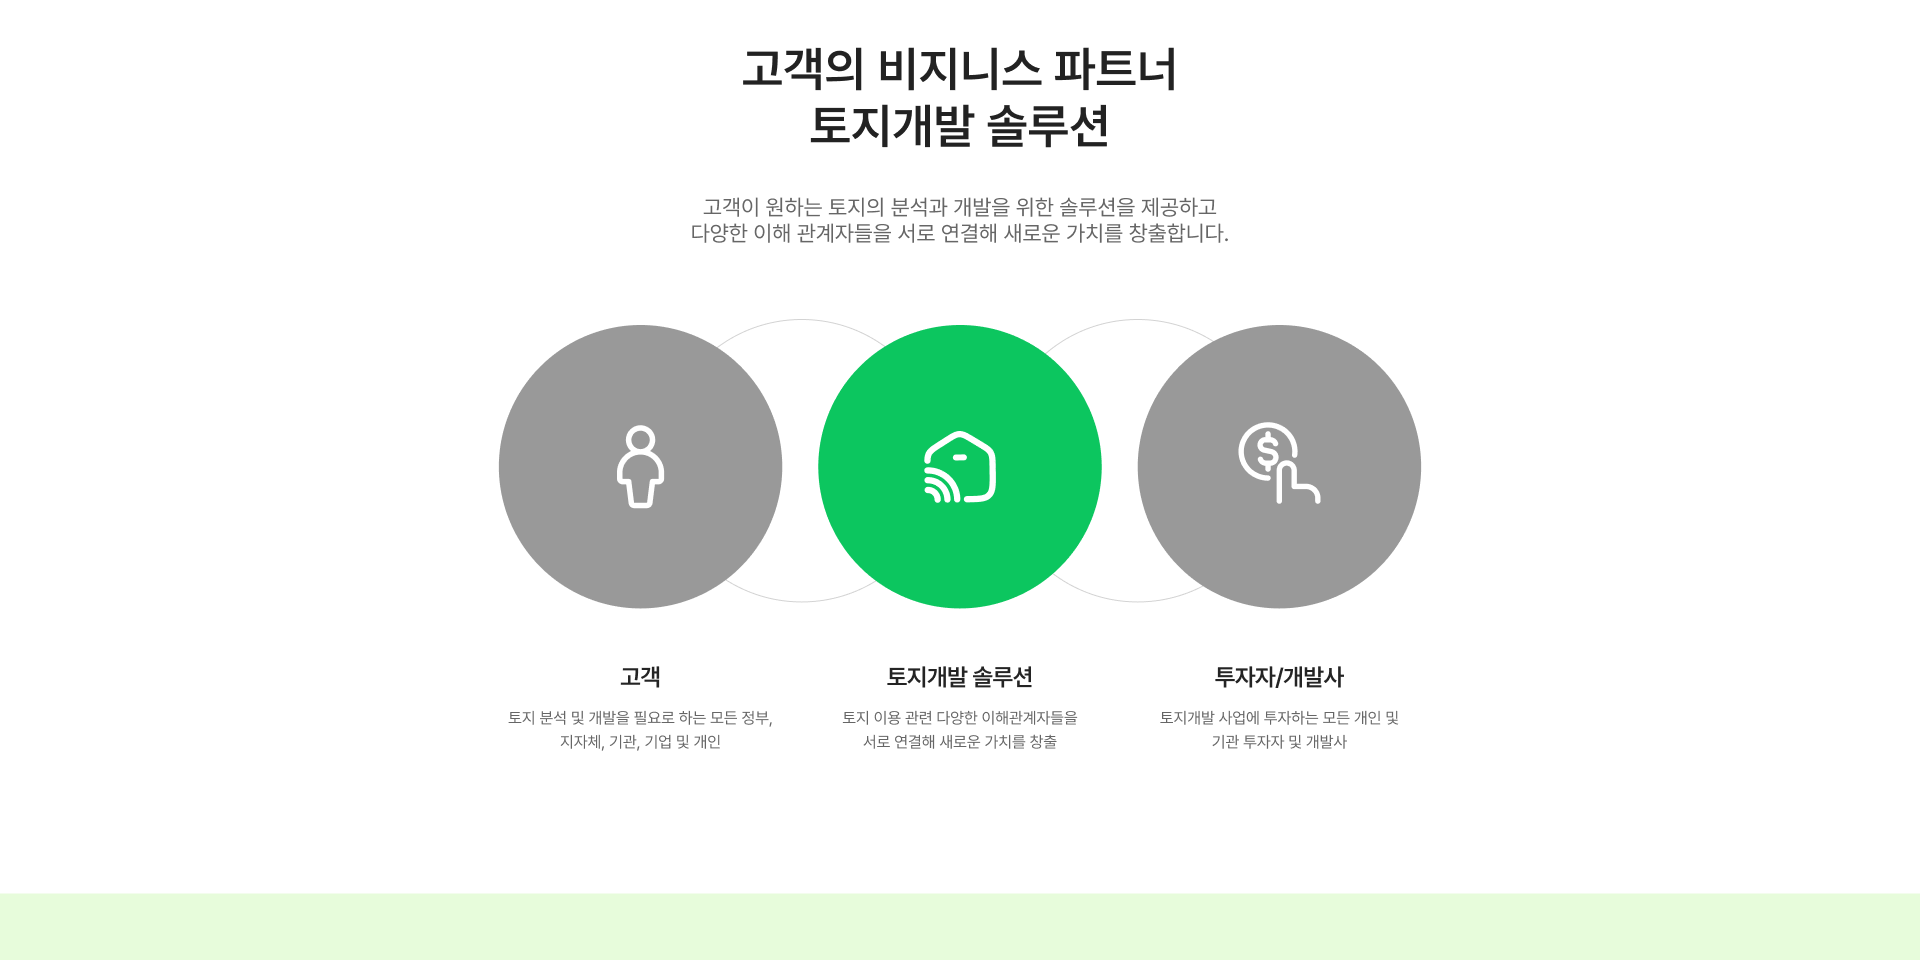 고객의 비지니스 파트너
토지개발 솔루션
고객이 원하는 토지의 분석과 개발을 위한 솔루션을 제공하고
다양한 이해 관계자들을 서로 연결해 새로운 가치를 창출합니다.
고객
토지 분석 및 개발을 필요로 하는 모든 정부,
지자체, 기관, 기업 및 개인
토지개발 솔루션
토지 이용 관련 다양한 이해관계자들을
서로 연결해 새로운 가치를 창출
투자자/개발사
토지개발 사업에 투자하는 모든 개인 및
기관 투자자 및 개발사